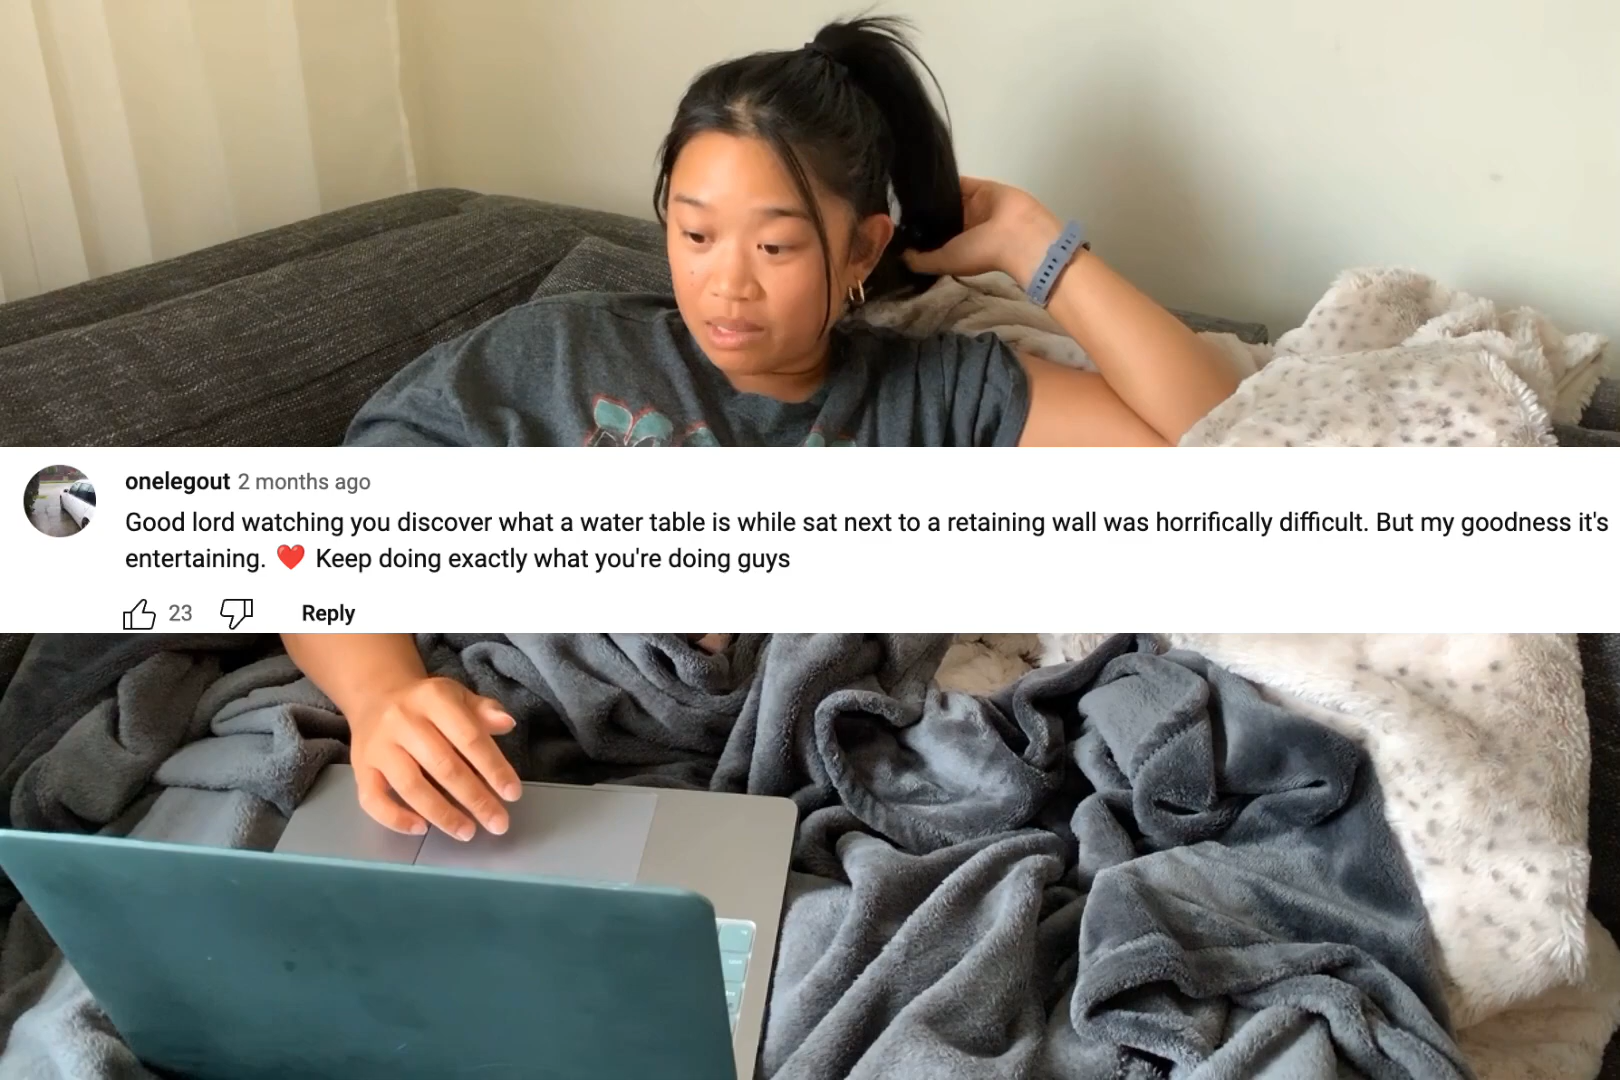 onelegout 2 months ago
Good lord watching you discover what a water table is while sat next to a retaining wall was horrifically difficult. But my goodness it's
entertaining. ❤️ Keep doing exactly what you're doing guys
23
Reply